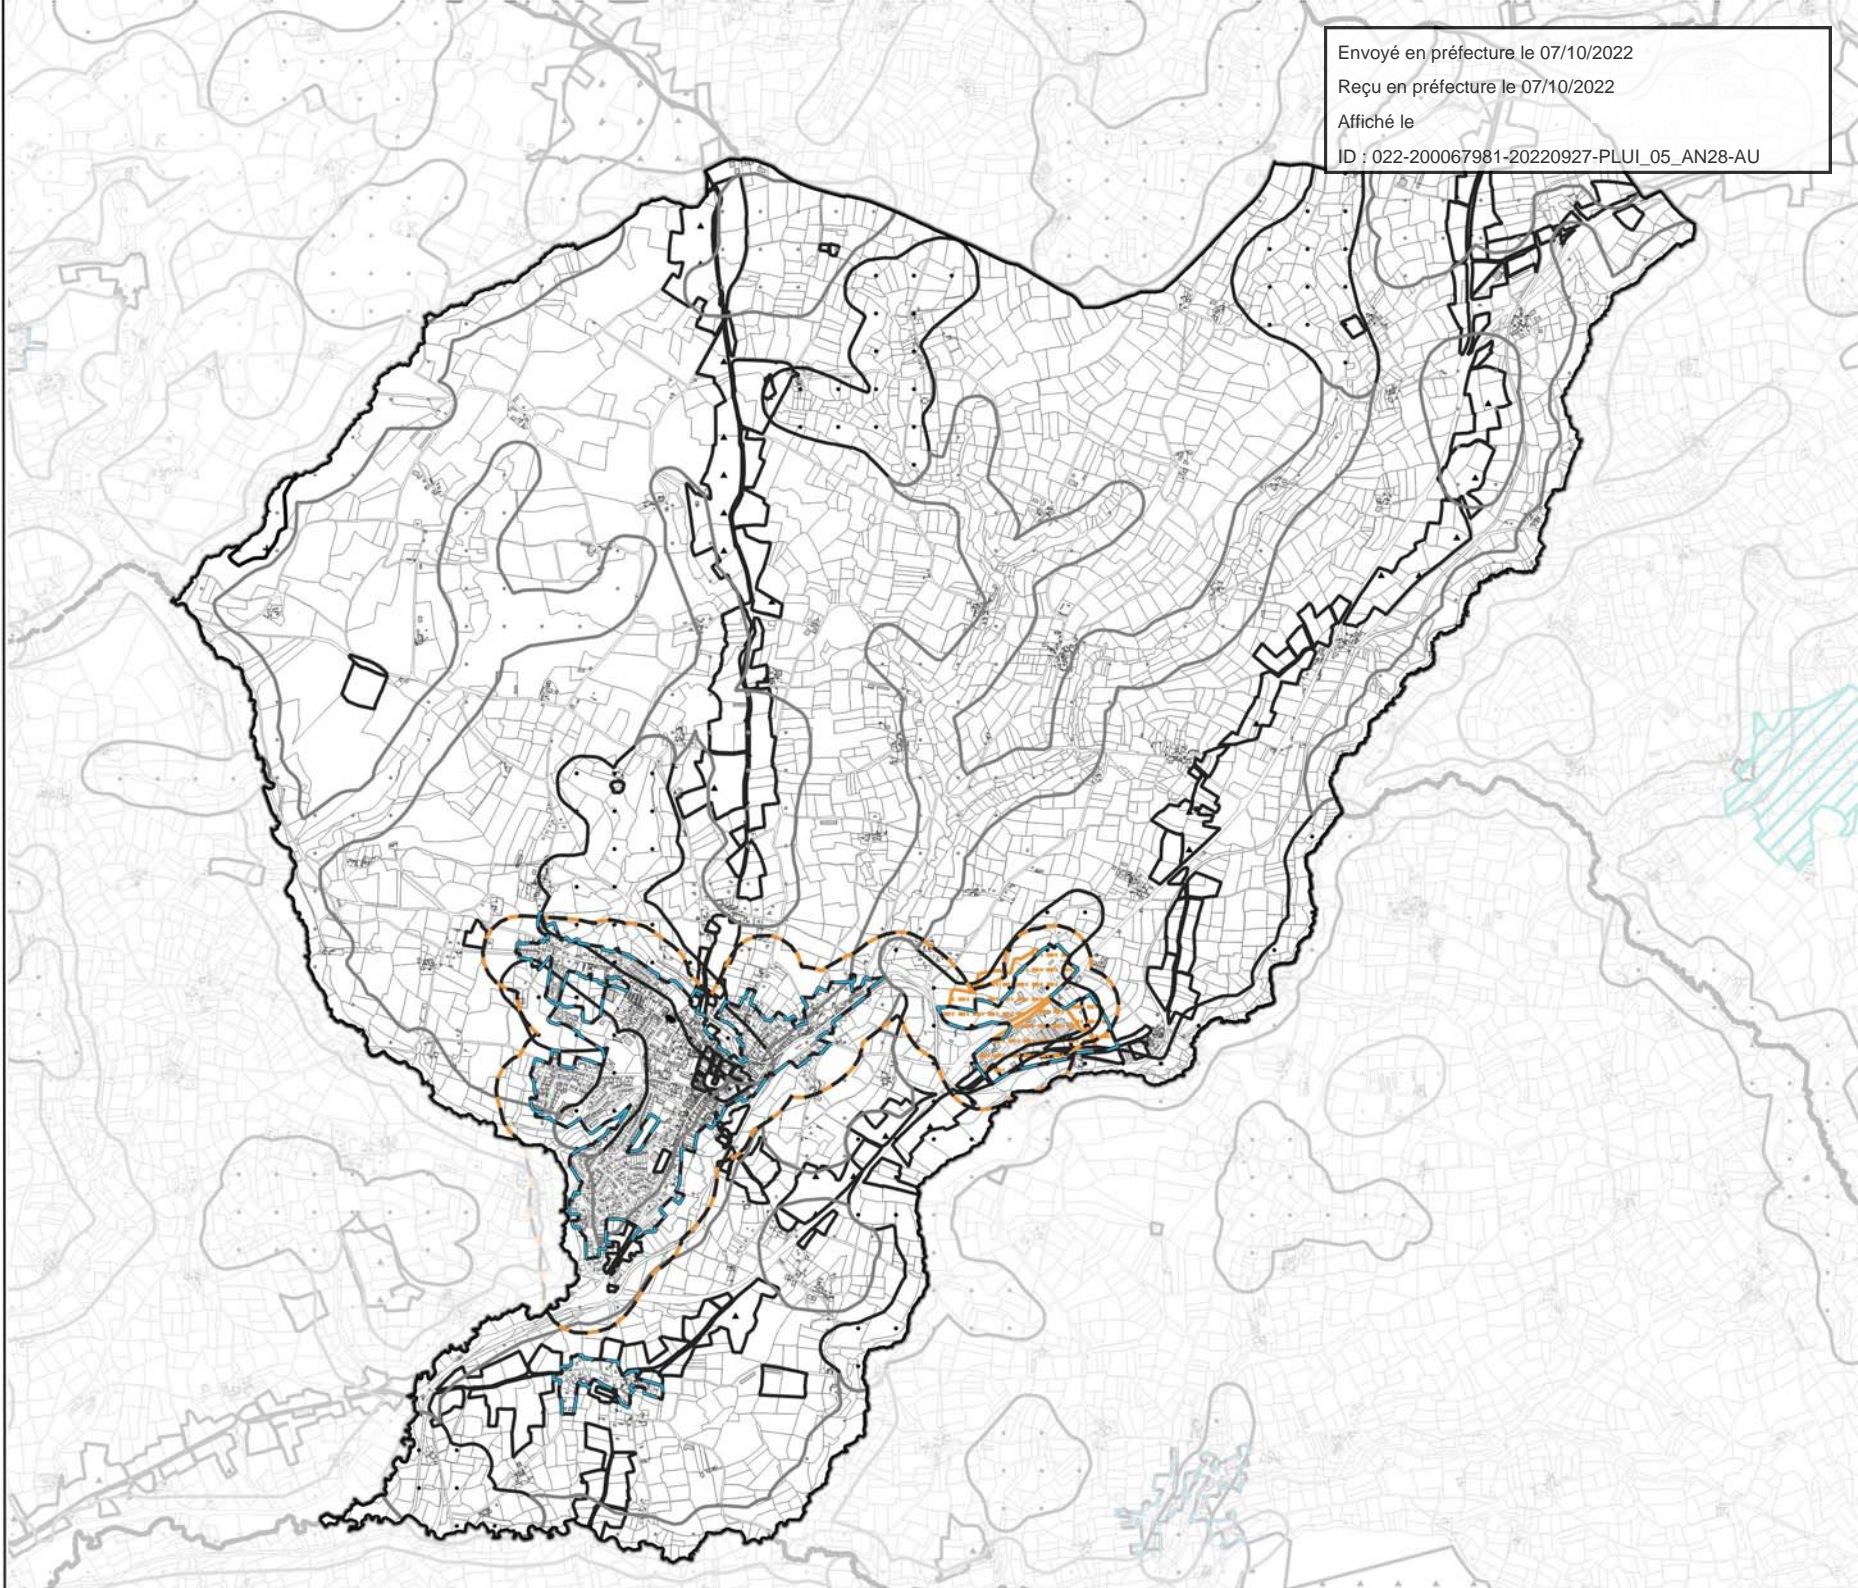 Envoyé en préfecture le 07/10/2022
Reçu en préfecture le 07/10/2022
Affiché le
ID : 022-200067981-20220927-PLUI_05_AN28-AU